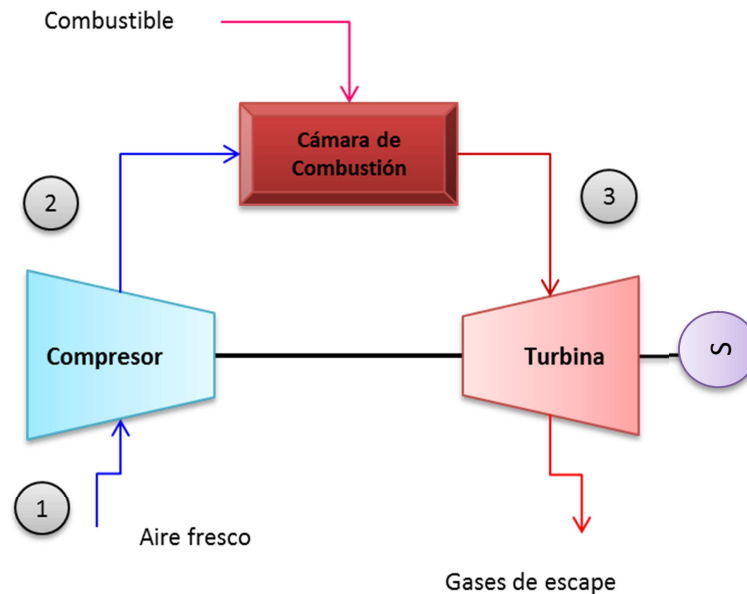 Combustible
Cámara de
Combustión
2
3
Compresor
Turbina
1
Aire fresco
Gases de escape